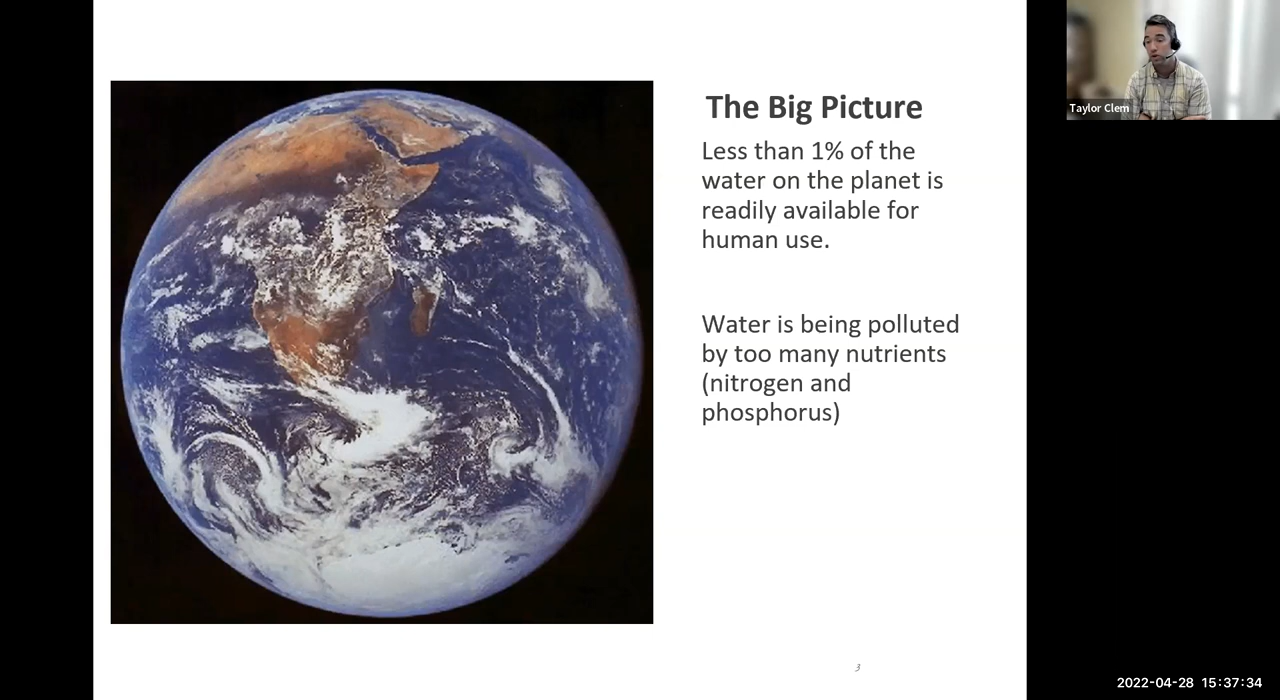 The Big Picture
Less than 1% of the
water on the planet is
readily available for
human use.
Water is being polluted
by too many nutrients
(nitrogen and
phosphorus)
3
Taylor Clem
2022-04-28 15:37:34